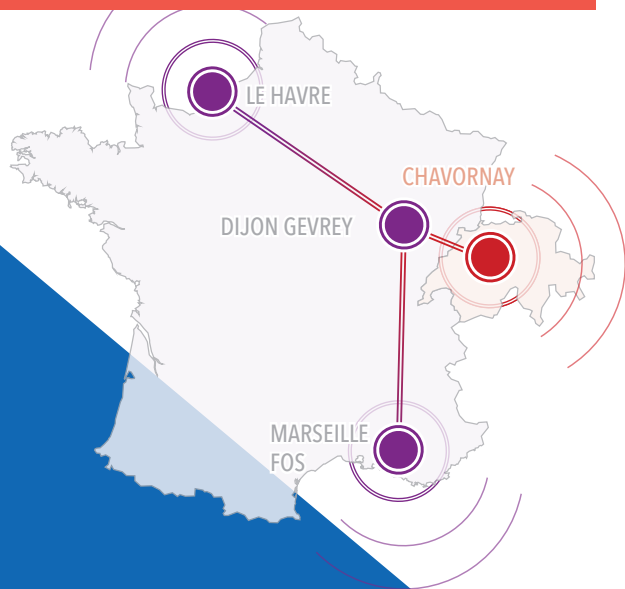 LE HAVRE
CHAVORNAY
DIJON GEVREY
MARSEILLE
FOS